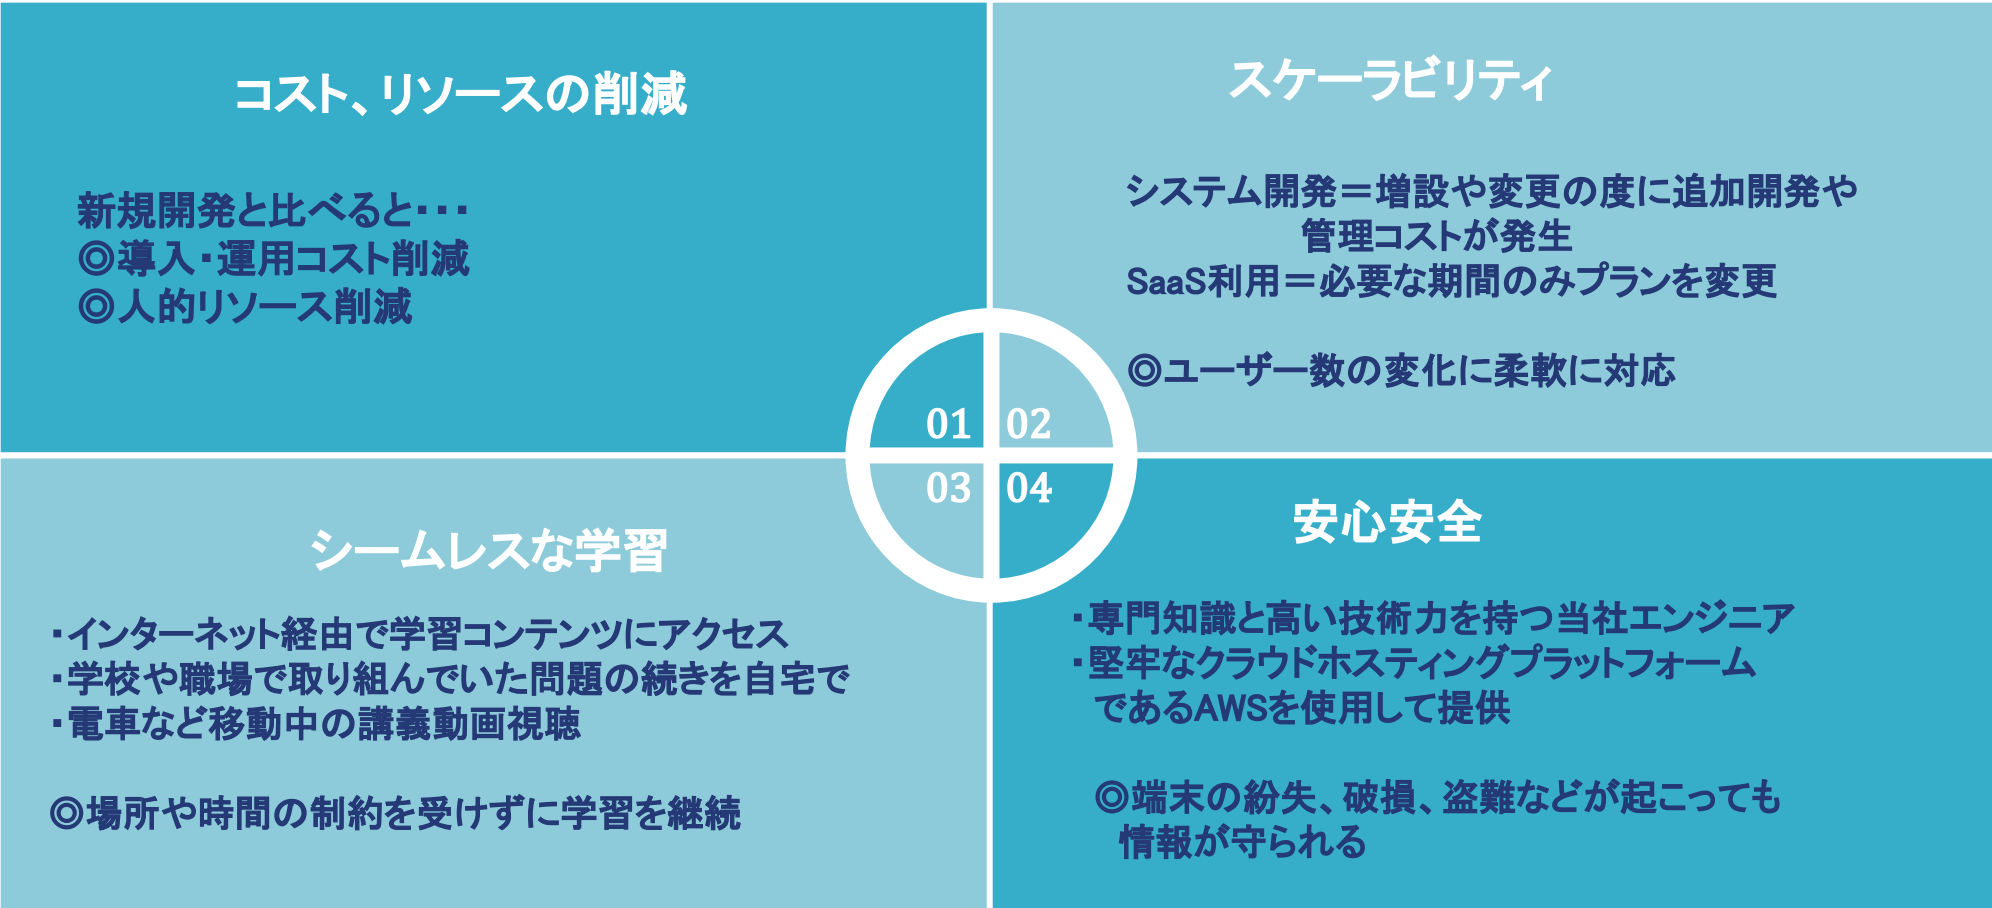 コスト、リソースの削減
新規開発と比べると・・・
◎導入・運用コスト削減
◎人的リソース削減
スケーラビリティ
システム開発＝増設や変更の度に追加開発や
管理コストが発生
SaaS利用＝必要な期間のみプランを変更
◎ユーザー数の変化に柔軟に対応
01 02
03 04
シームレスな学習
・インターネット経由で学習コンテンツにアクセス
・学校や職場で取り組んでいた問題の続きを自宅で
・電車など移動中の講義動画視聴
◎場所や時間の制約を受けずに学習を継続
安心安全
・専門知識と高い技術力を持つ当社エンジニア
・堅牢なクラウドホスティングプラットフォーム
であるAWSを使用して提供
◎端末の紛失、破損、盗難などが起こっても
情報が守られる